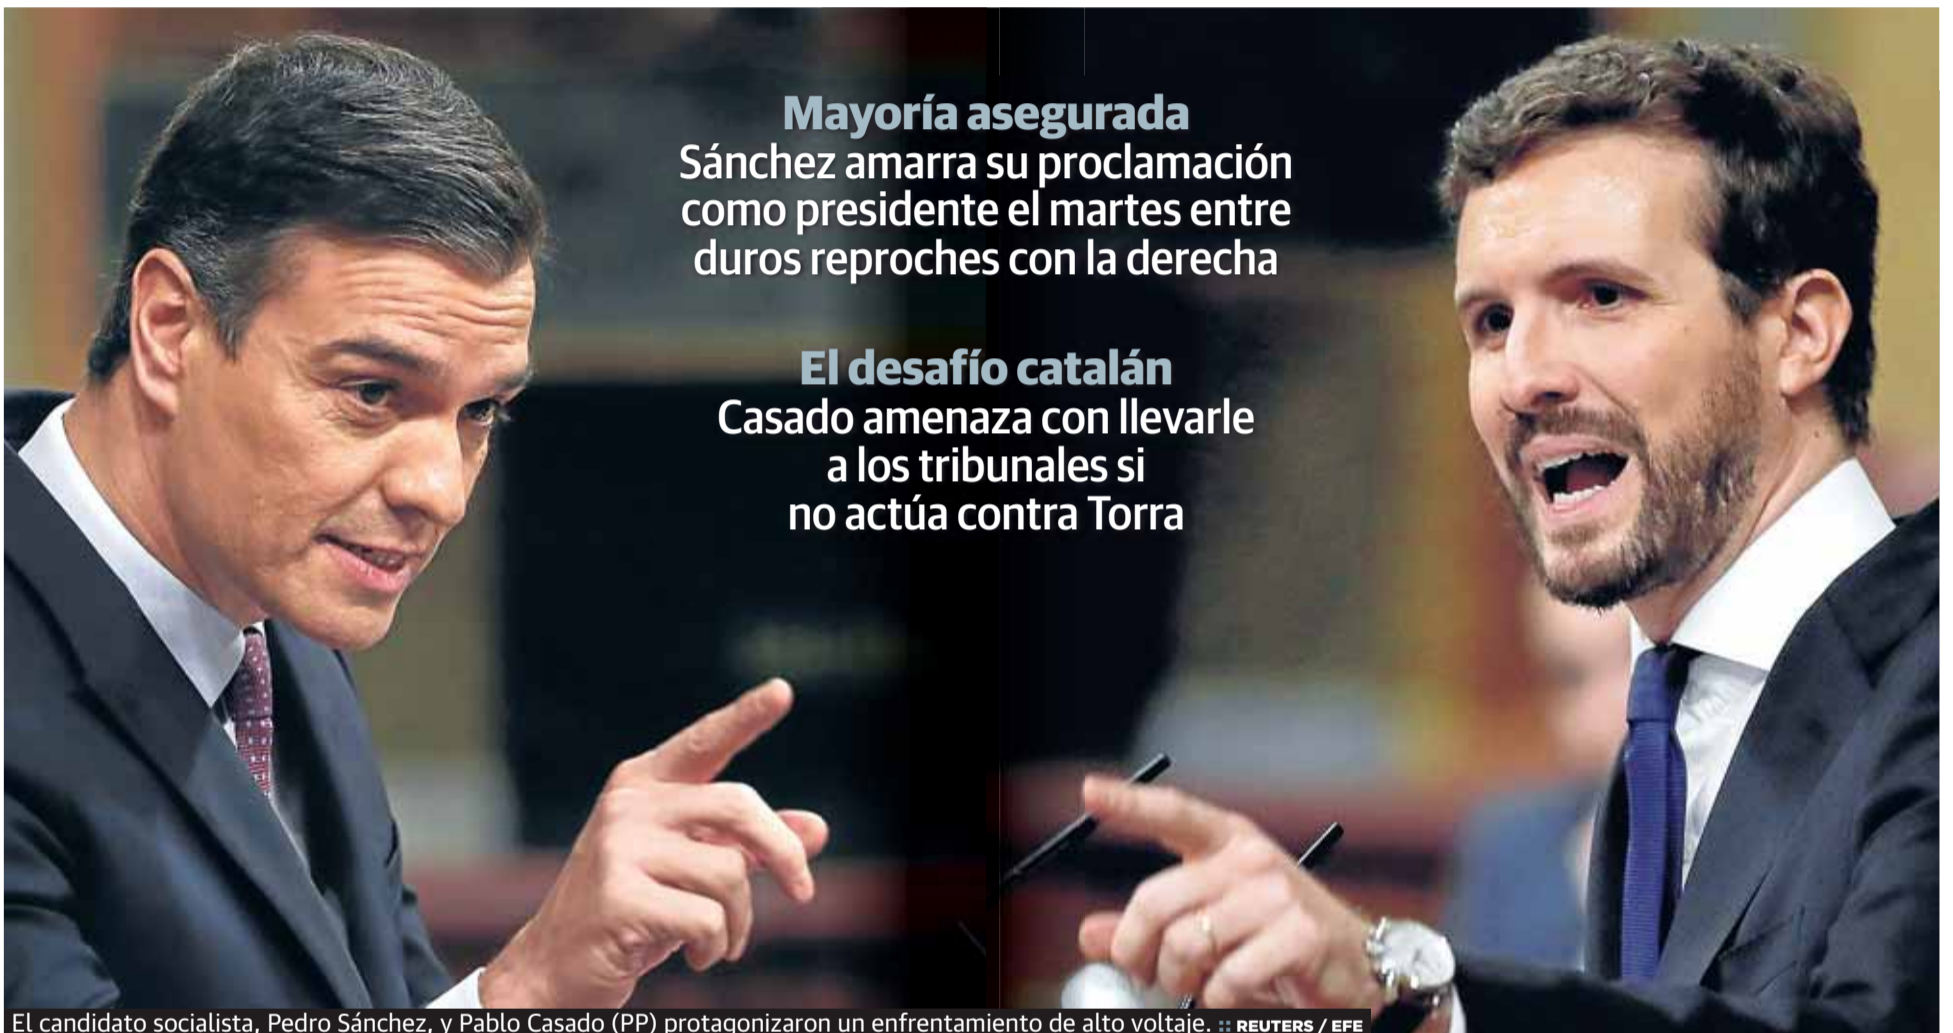 Mayoría asegurada
Sánchez amarra su proclamación
como presidente el martes entre
duros reproches con la derecha
El desafío catalán
Casado amenaza con llevarle
a los tribunales si
no actúa contra Torra
El candidato socialista, Pedro Sánchez, y Pablo Casado (PP) protagonizaron un enfrentamiento de alto voltaje. :: REUTERS / EFE